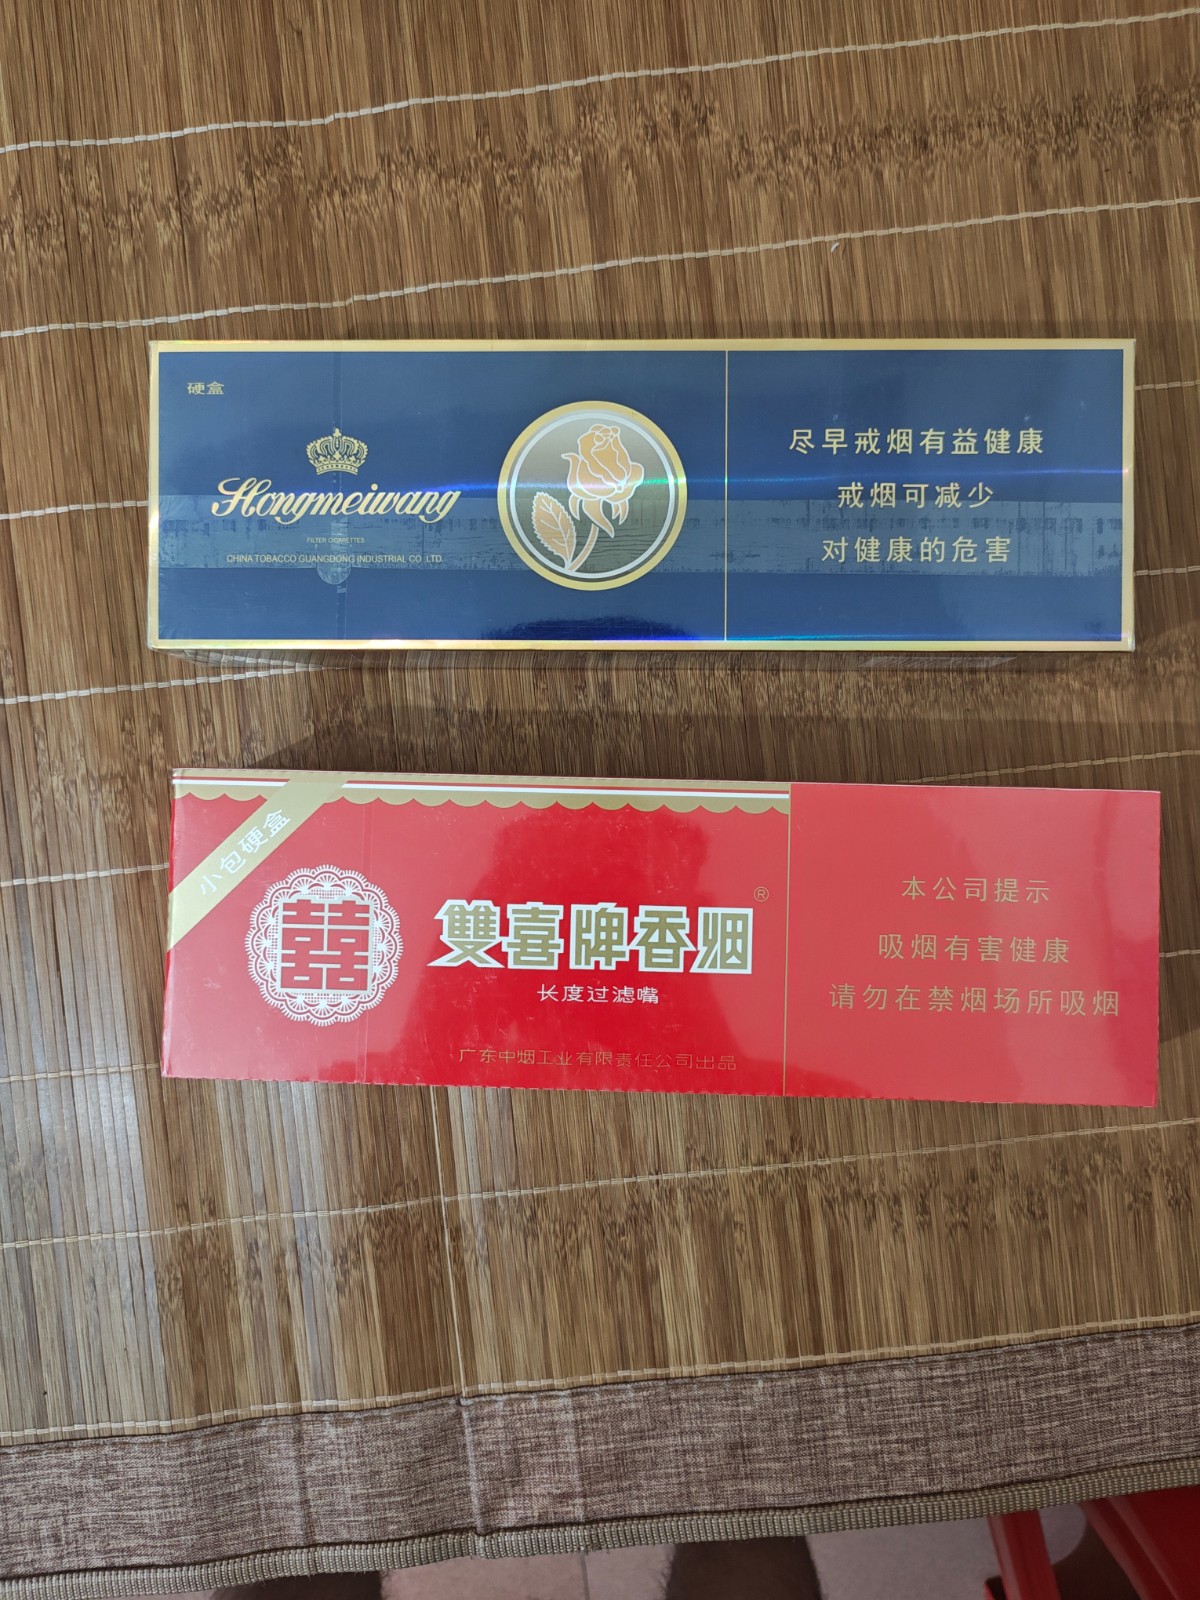 硬盒
Hongmeiwang
FILTER CIGARETTES
CHINA TOBACCO GUANGDONG INDUSTRIAL CO.,LTD.
尽早戒烟有益健康
戒烟可减少
对健康的危害
小包硬盒
囍
雙喜牌香烟®
长度过滤嘴
广东中烟工业有限责任公司出品
本公司提示
吸烟有害健康
请勿在禁烟场所吸烟